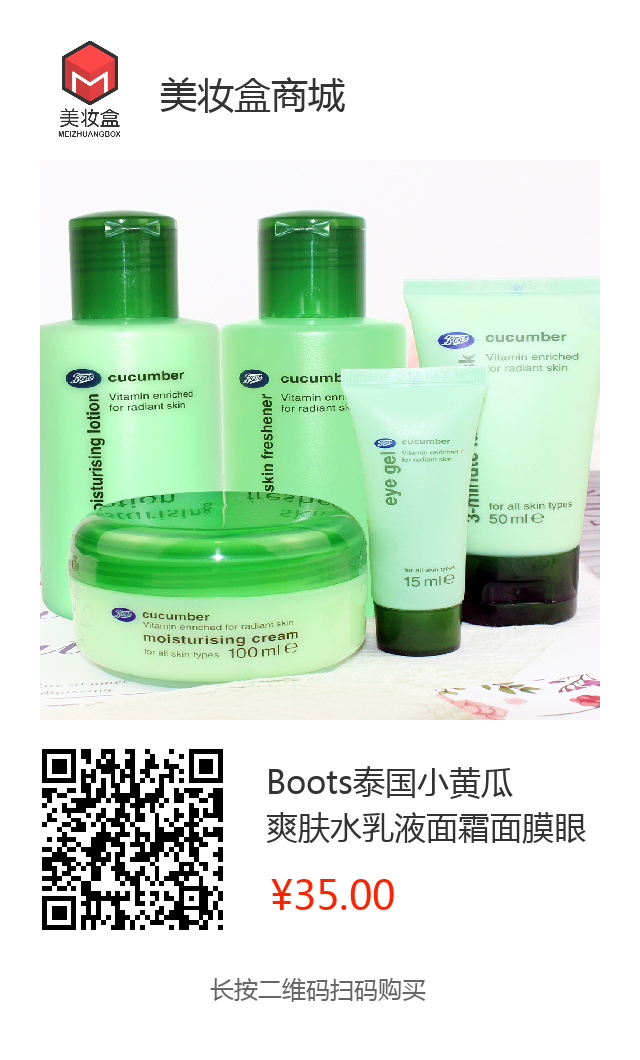 美妆盒
MEIZHUANGBOX
美妆盒商城
Boots
cucumber
Vitamin enriched
for radiant skin
moisturising lotion
Boots
cucumb
Vitamin enri
for radiant skin
skin freshener
Boots
cucumber
Vitamin enriched
for radiant skin
3-minute
for all skin types
50 ml e
Boots
cucumber
Vitamin enriched
for radiant skin
eye gel
for all skin types
15 ml e
Boots
cucumber
Vitamin enriched for radiant skin
moisturising cream
for all skin types 100 ml e
Boots泰国小黄瓜
爽肤水乳液面霜面膜眼
¥35.00
长按二维码扫码购买